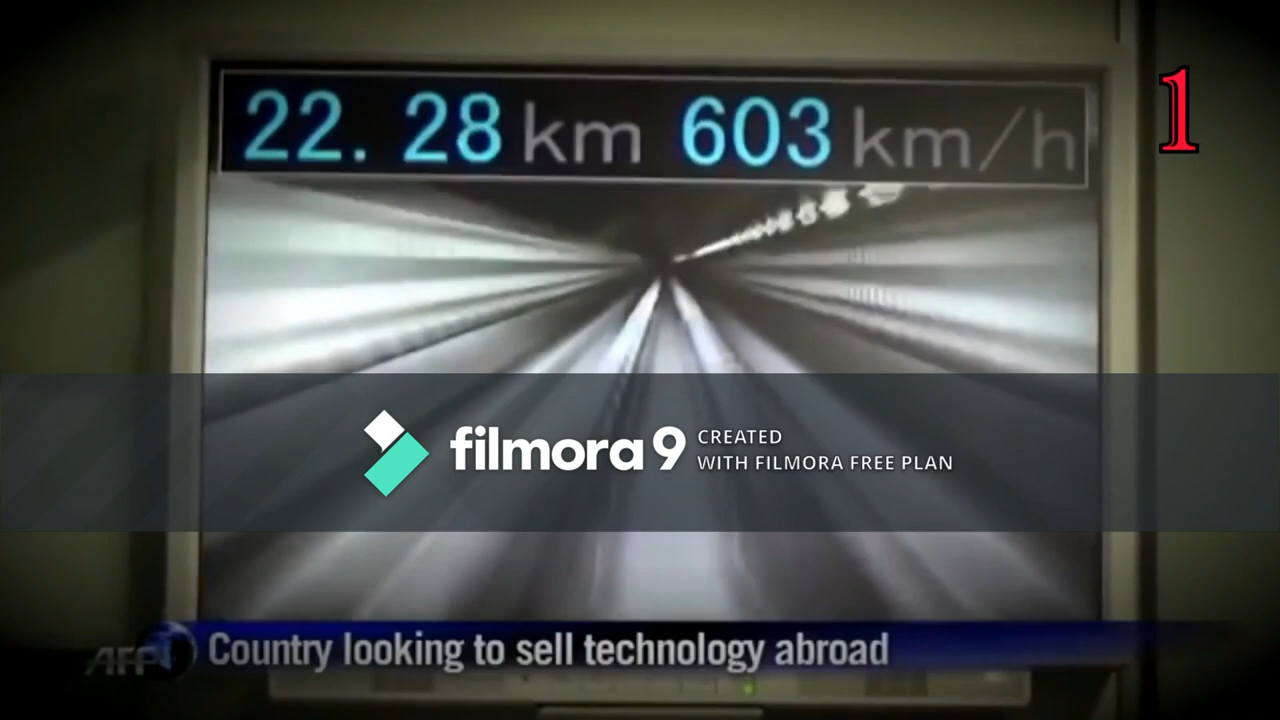 22. 28 km 603 km/h
1
filmora 9 CREATED
WITH FILMORA FREE PLAN
AFP Country looking to sell technology abroad